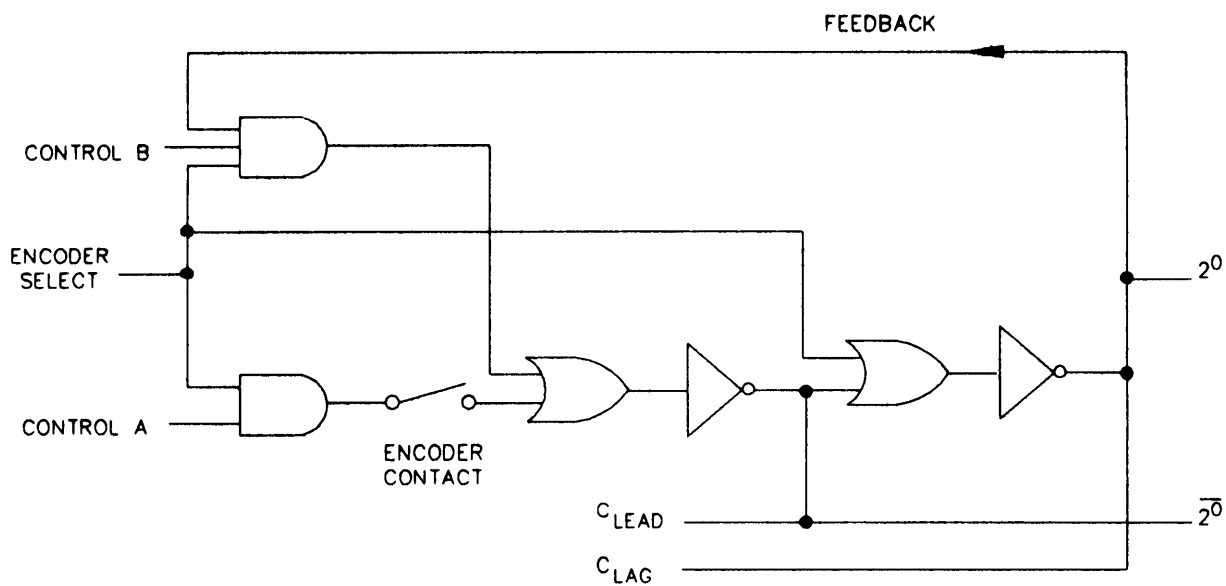 FEEDBACK
CONTROL B
ENCODER
SELECT
2⁰
CONTROL A
ENCODER
CONTACT
C_LEAD
2̅⁰̅
C_LAG